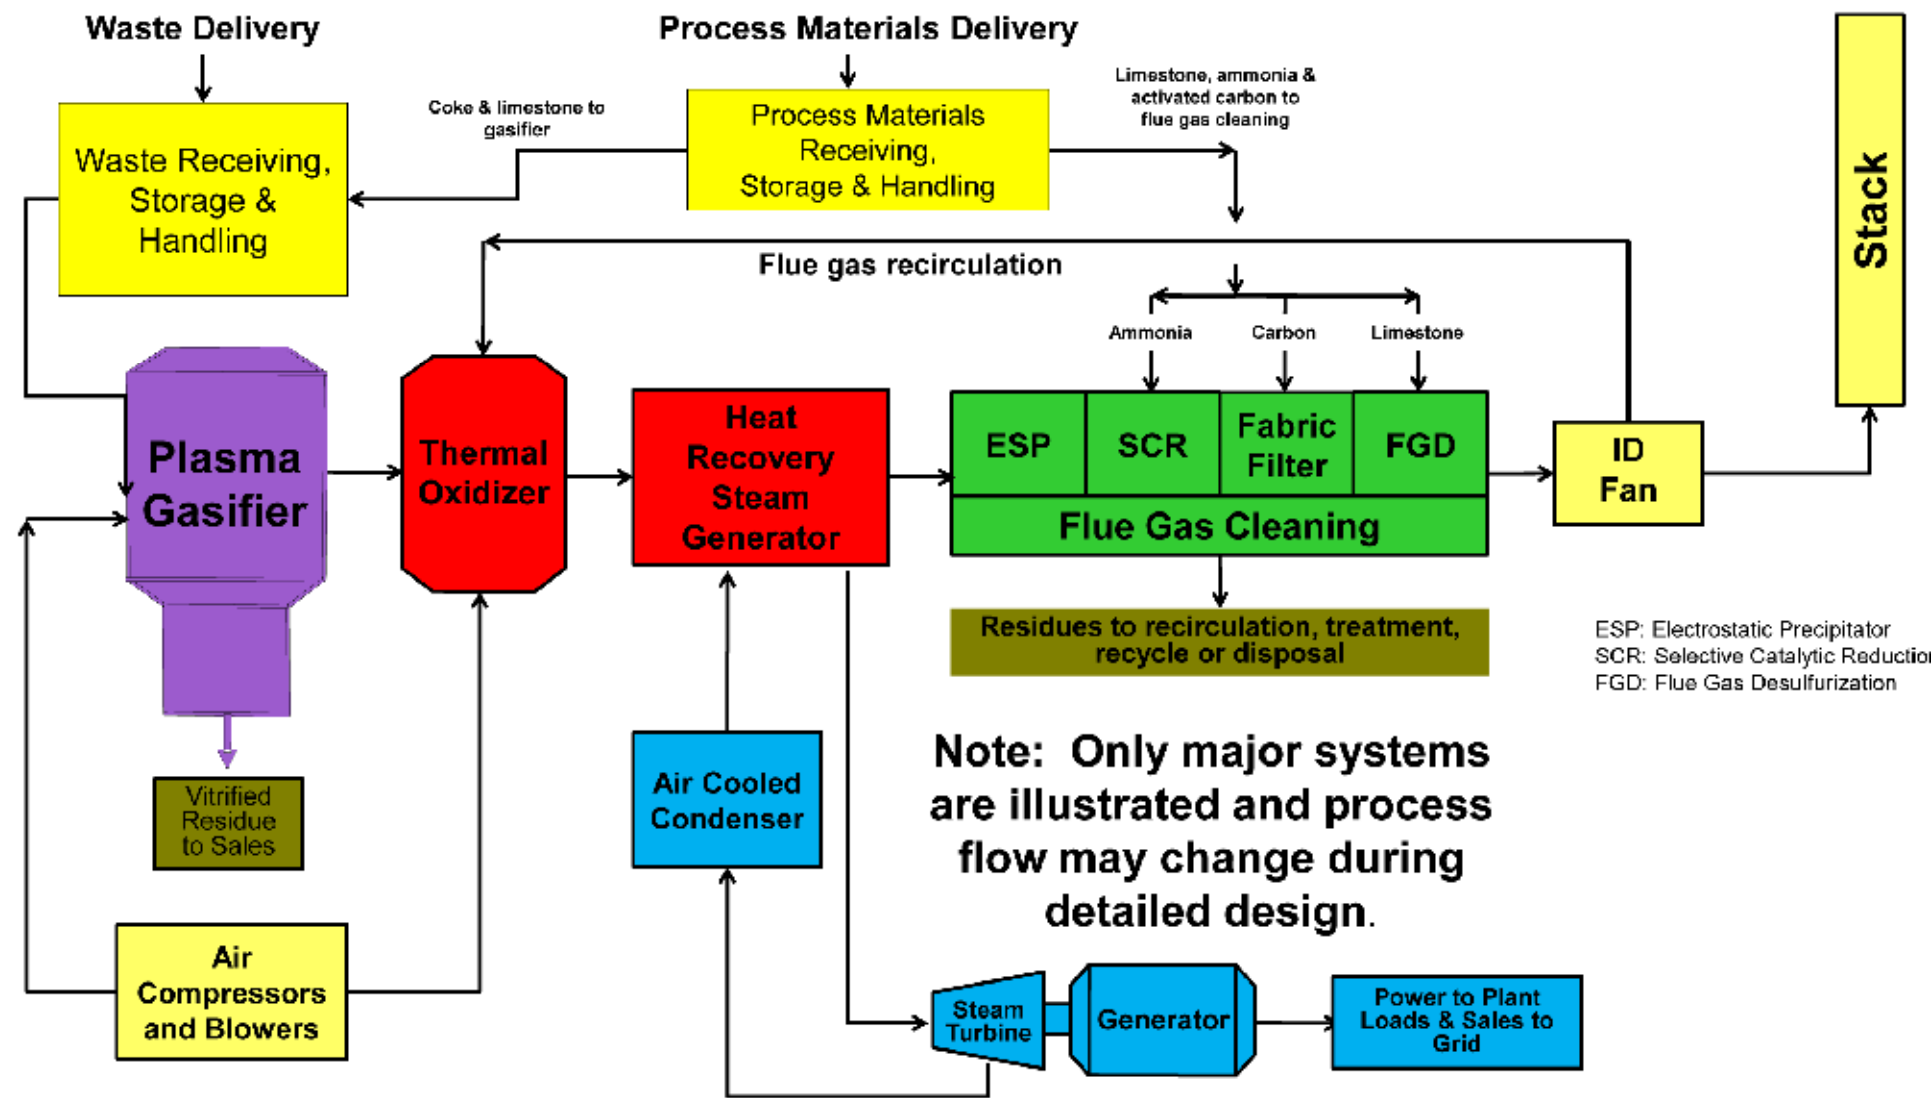 Waste Delivery
Process Materials Delivery
Limestone, ammonia &
activated carbon to
flue gas cleaning
Coke & limestone to
gasifier
Process Materials
Receiving,
Storage & Handling
Waste Receiving,
Storage &
Handling
Stack
Flue gas recirculation
Ammonia
Carbon
Limestone
Plasma
Gasifier
Thermal
Oxidizer
Heat
Recovery
Steam
Generator
ESP
SCR
Fabric
Filter
FGD
Flue Gas Cleaning
ID
Fan
Residues to recirculation, treatment,
recycle or disposal
ESP: Electrostatic Precipitator
SCR: Selective Catalytic Reduction
FGD: Flue Gas Desulfurization
Vitrified
Residue
to Sales
Air Cooled
Condenser
Note: Only major systems
are illustrated and process
flow may change during
detailed design.
Air
Compressors
and Blowers
Steam
Turbine
Generator
Power to Plant
Loads & Sales to
Grid